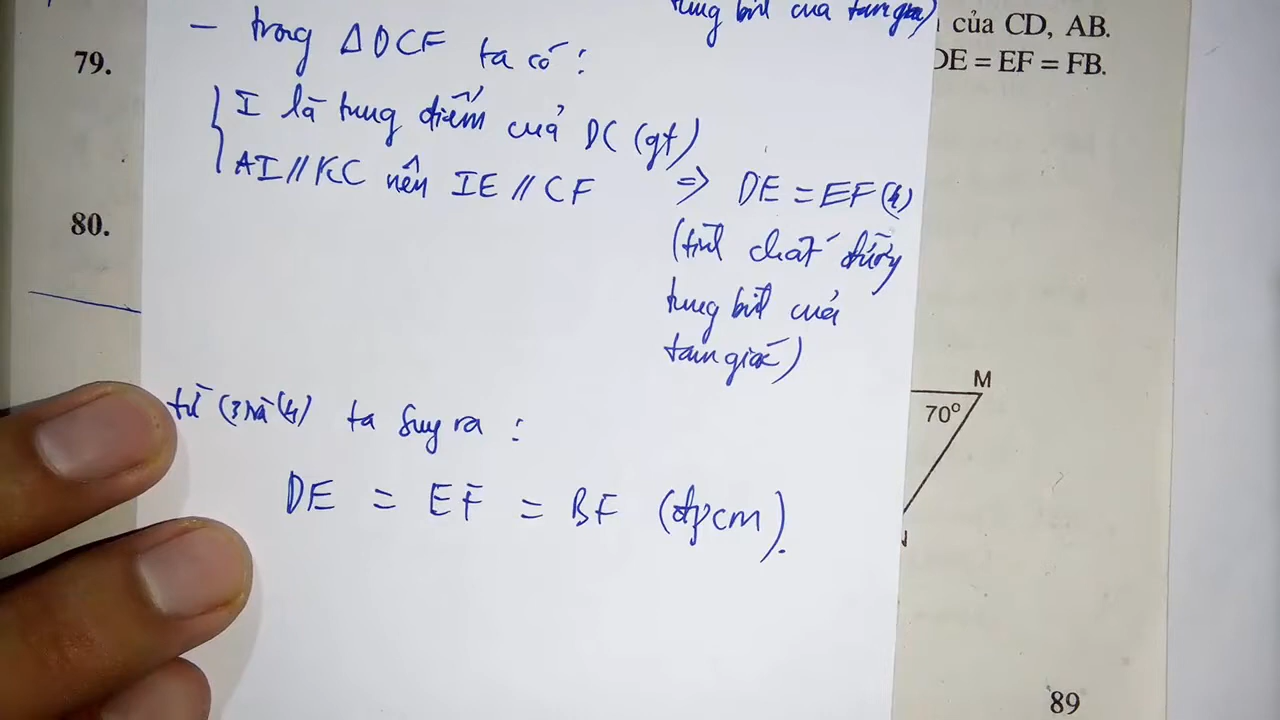 trung bình của tam giác)
của CD, AB.
79.
– trong ΔDCF ta có:
DE = EF = FB.
I là trung điểm của DC (gt)
AI // KC nên IE // CF
=> DE = EF (4)
80.
(tính chất đường
trung bình của
tam giác)
M
70°
từ (3) và (4) ta suy ra :
DE = EF = BF (đpcm).
N
89